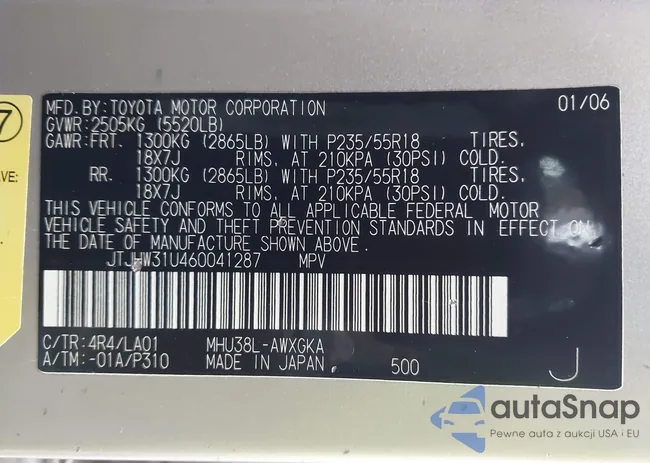 7
AVE:
MFD. BY: TOYOTA MOTOR CORPORATION 01/06
GVWR: 2505KG (5520LB)
GAWR: FRT. 1300KG (2865LB) WITH P235/55R18 TIRES,
18X7J RIMS, AT 210KPA (30PSI) COLD.
RR. 1300KG (2865LB) WITH P235/55R18 TIRES,
18X7J RIMS, AT 210KPA (30PSI) COLD.
THIS VEHICLE CONFORMS TO ALL APPLICABLE FEDERAL MOTOR
VEHICLE SAFETY AND THEFT PREVENTION STANDARDS IN EFFECT ON
THE DATE OF MANUFACTURE SHOWN ABOVE.
JTJHW31U460041287 MPV
C/TR: 4R4/LA01 MHU38L-AWXGKA
A/TM: -01A/P310 MADE IN JAPAN 500 J
autaSnap
Pewne auta z aukcji USA i EU